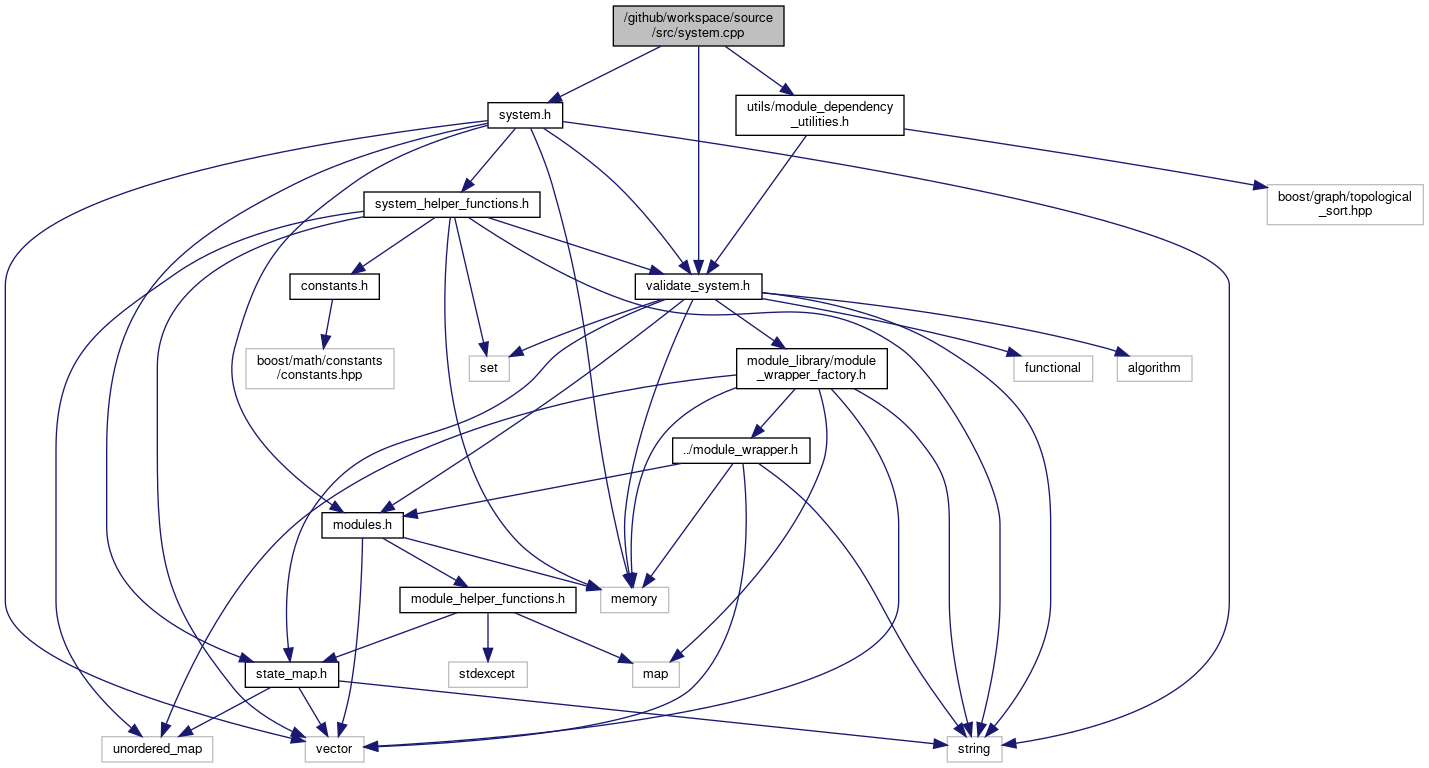 /github/workspace/source
/src/system.cpp
system.h
utils/module_dependency
_utilities.h
system_helper_functions.h
boost/graph/topological
_sort.hpp
constants.h
validate_system.h
boost/math/constants
/constants.hpp
set
module_library/module
_wrapper_factory.h
functional
algorithm
../module_wrapper.h
modules.h
module_helper_functions.h
memory
state_map.h
stdexcept
map
unordered_map
vector
string